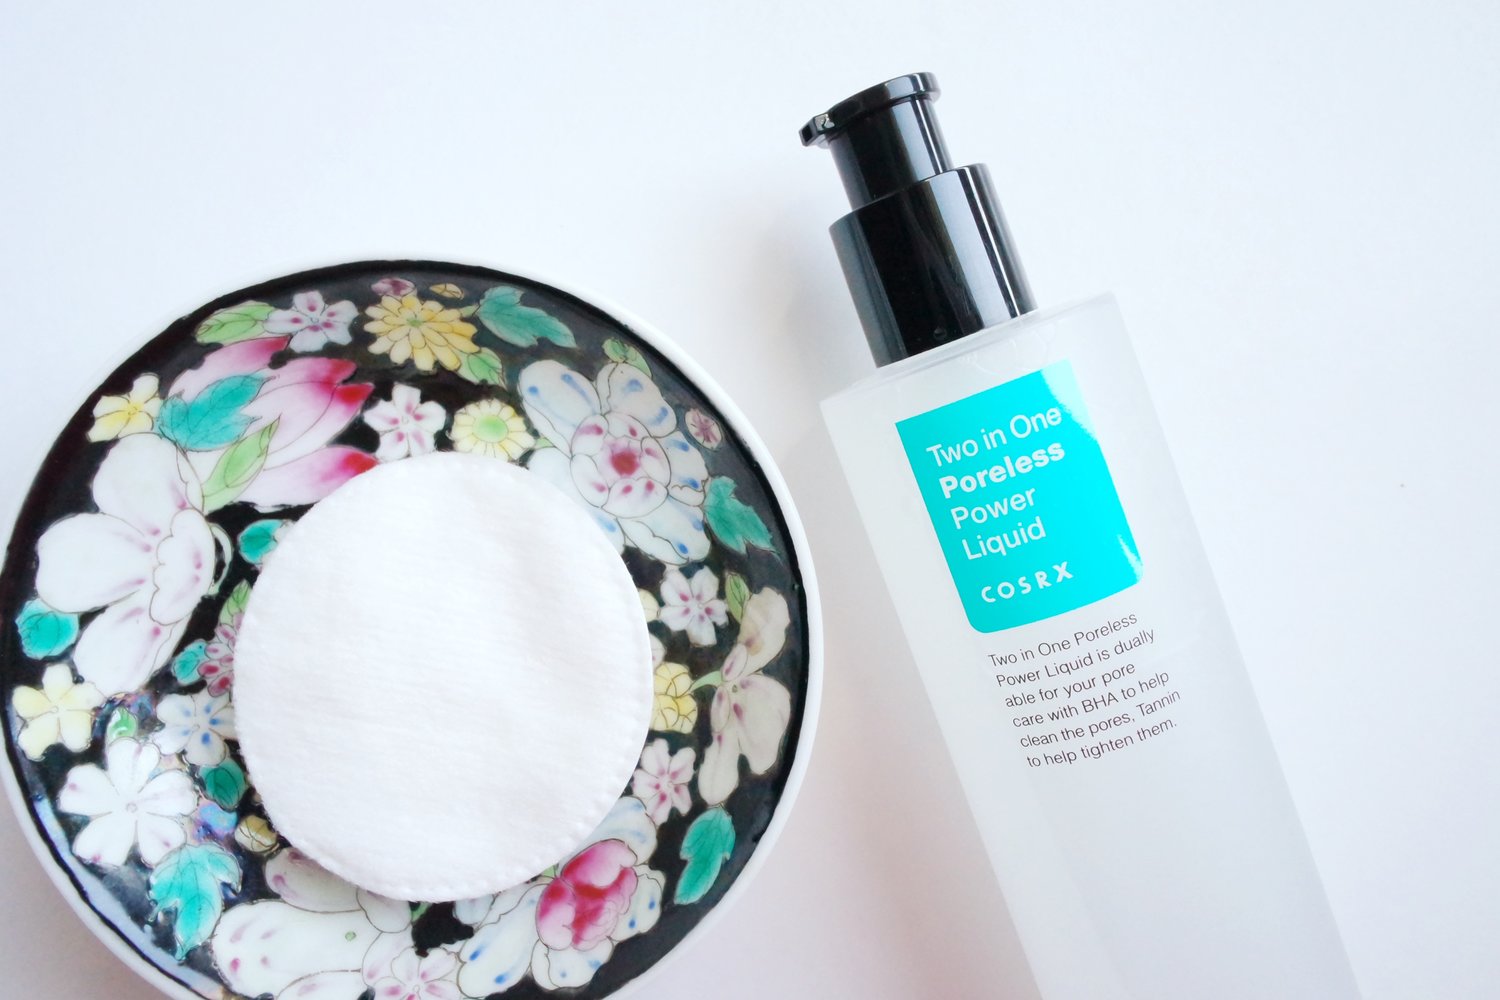 Two in One
Poreless
Power
Liquid
COSRX
Two in One Poreless
Power Liquid is dually
able for your pore
care with BHA to help
clean the pores, Tannin
to help tighten them.